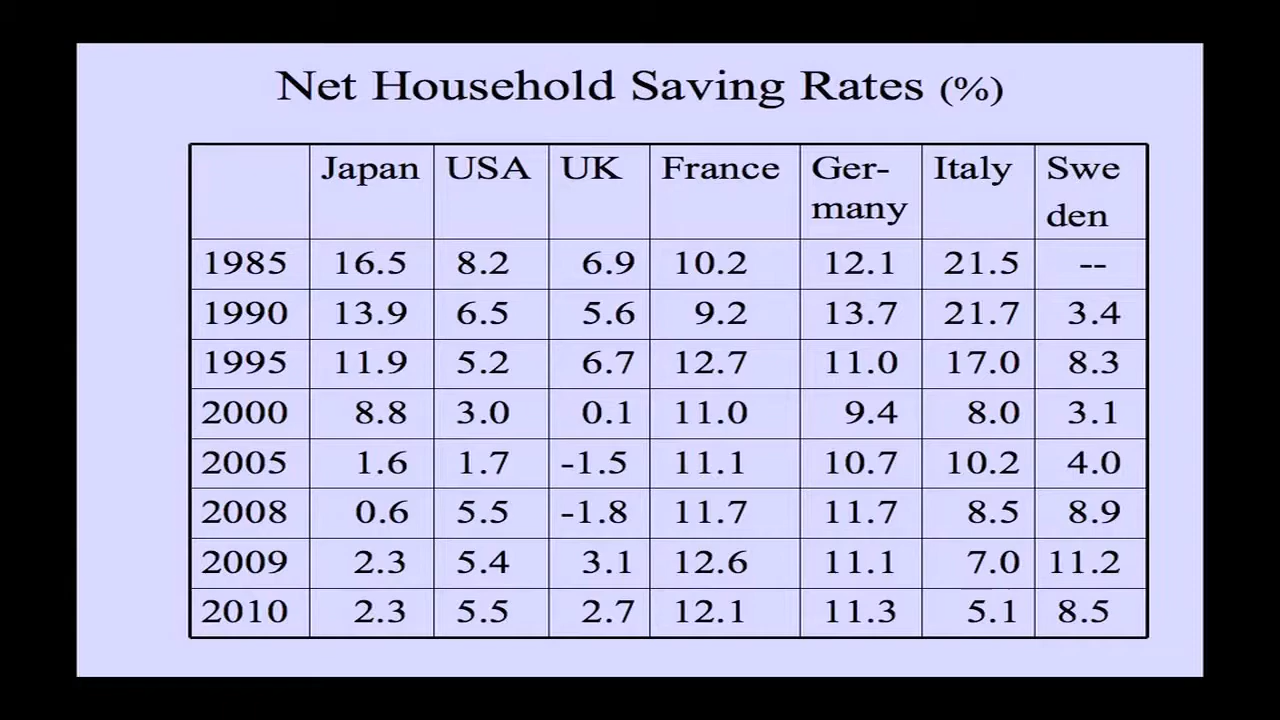 Net Household Saving Rates (%)
Japan USA UK France Ger- Italy Swe
many den
1985 16.5 8.2 6.9 10.2 12.1 21.5 --
1990 13.9 6.5 5.6 9.2 13.7 21.7 3.4
1995 11.9 5.2 6.7 12.7 11.0 17.0 8.3
2000 8.8 3.0 0.1 11.0 9.4 8.0 3.1
2005 1.6 1.7 -1.5 11.1 10.7 10.2 4.0
2008 0.6 5.5 -1.8 11.7 11.7 8.5 8.9
2009 2.3 5.4 3.1 12.6 11.1 7.0 11.2
2010 2.3 5.5 2.7 12.1 11.3 5.1 8.5